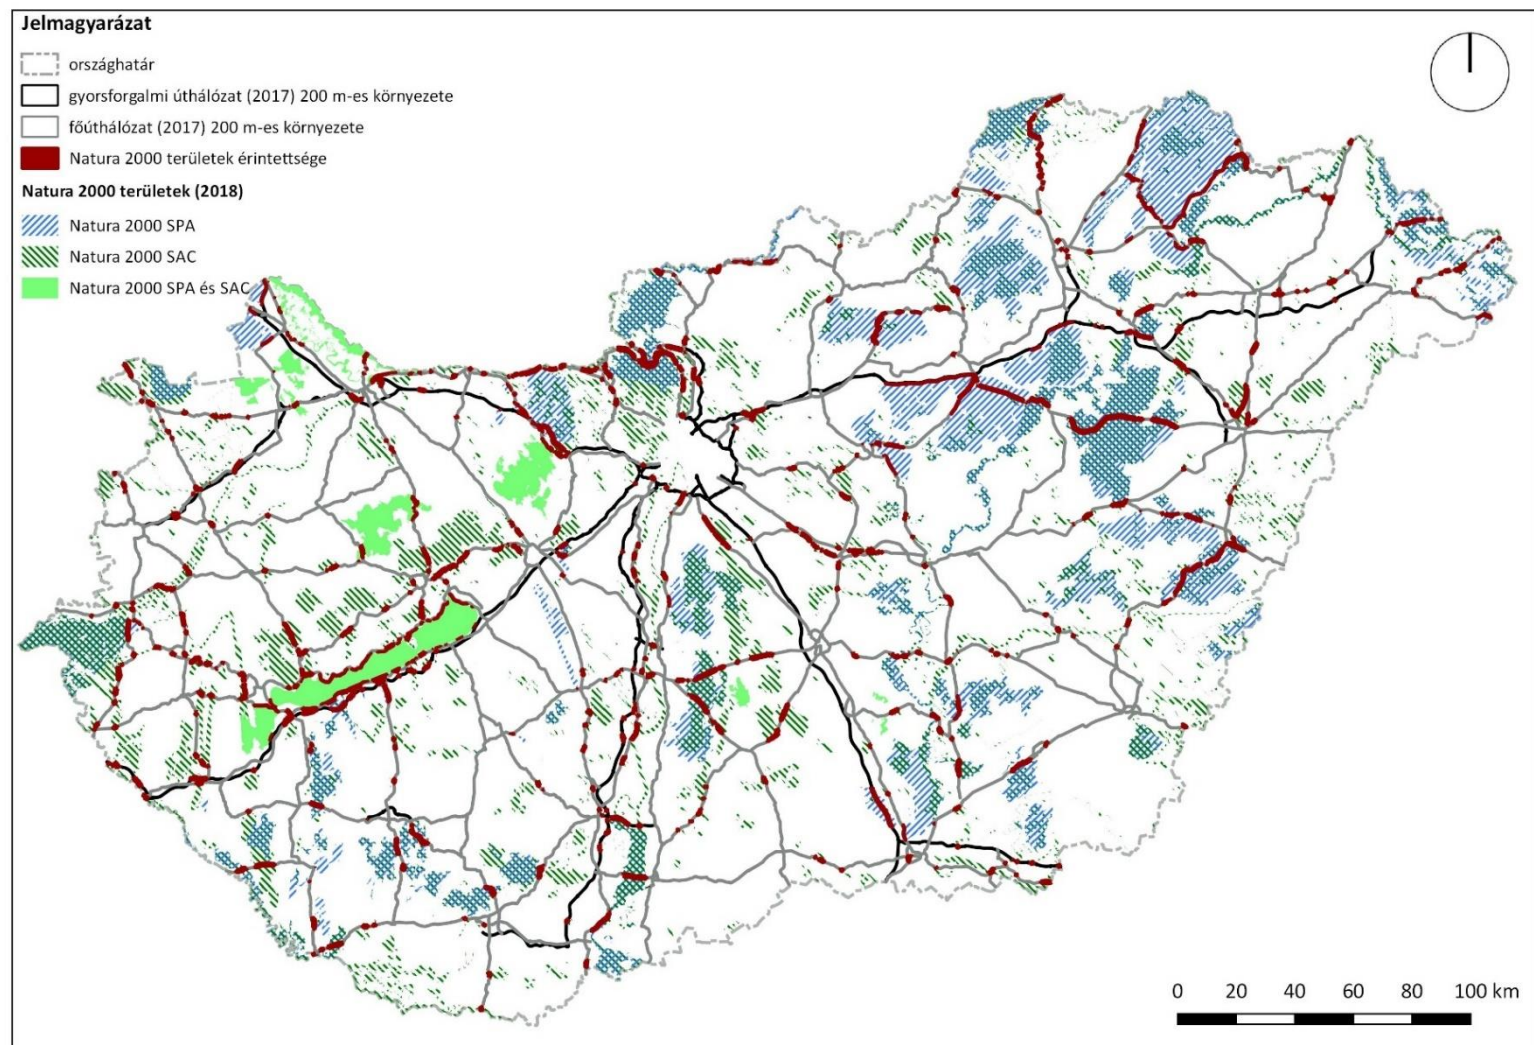 Jelmagyarázat
országhatár
gyorsforgalmi úthálózat (2017) 200 m-es környezete
főúthálózat (2017) 200 m-es környezete
Natura 2000 területek érintettsége
Natura 2000 területek (2018)
Natura 2000 SPA
Natura 2000 SAC
Natura 2000 SPA és SAC
0 20 40 60 80 100 km